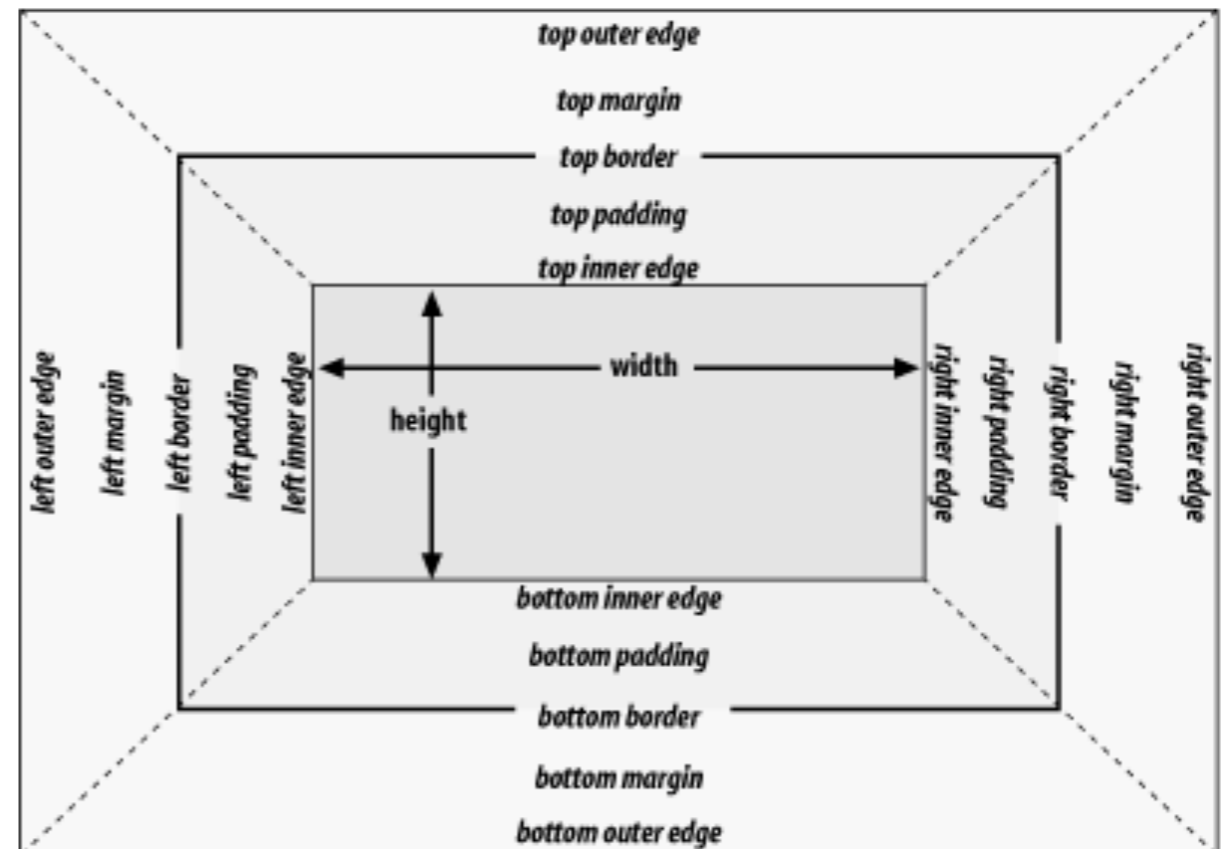 top outer edge
top margin
top border
top padding
top inner edge
left outer edge
left margin
left border
left padding
left inner edge
width
height
right inner edge
right padding
right border
right margin
right outer edge
bottom inner edge
bottom padding
bottom border
bottom margin
bottom outer edge